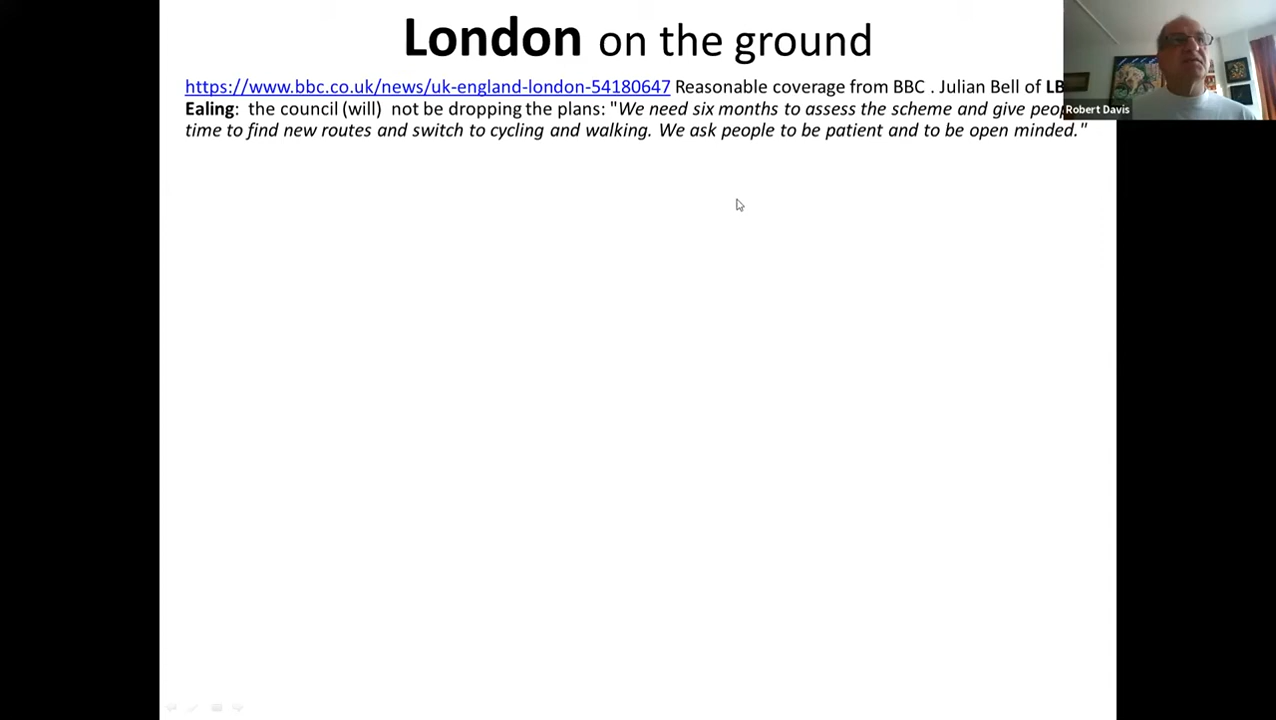 London on the ground
https://www.bbc.co.uk/news/uk-england-london-54180647 Reasonable coverage from BBC . Julian Bell of LB
Ealing: the council (will) not be dropping the plans: "We need six months to assess the scheme and give
time to find new routes and switch to cycling and walking. We ask people to be patient and to be open minded."
Robert Davis